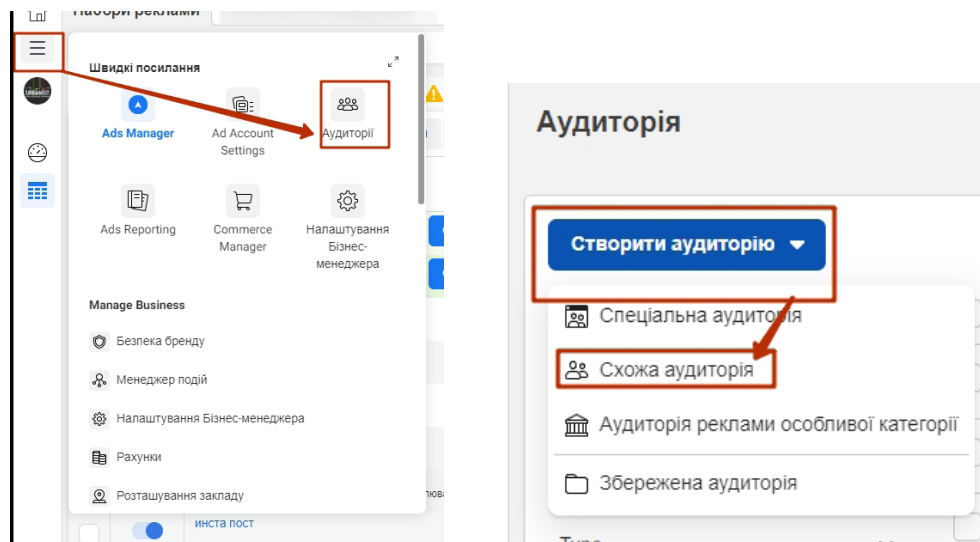 Набори реклами
Швидкі посилання
URBANIST
Ads Manager
Ad Account
Settings
Аудиторії
Ads Reporting
Commerce
Manager
Налаштування
Бізнес-
менеджера
Manage Business
Безпека бренду
Менеджер подій
Налаштування Бізнес-менеджера
Рахунки
Розташування закладу
инста пост
Аудиторія
Створити аудиторію
Спеціальна аудиторія
Схожа аудиторія
Аудиторія реклами особливої категорії
Збережена аудиторія